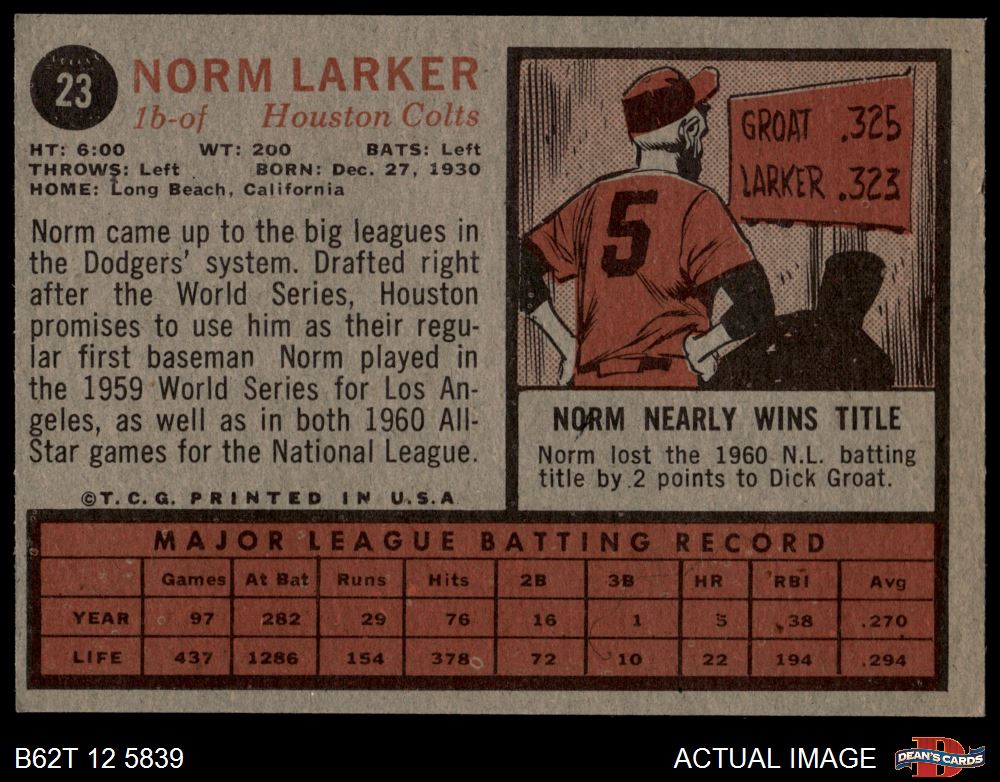 23
NORM LARKER
1b-of Houston Colts
HT: 6:00 WT: 200 BATS: Left
THROWS: Left BORN: Dec. 27, 1930
HOME: Long Beach, California
Norm came up to the big leagues in
the Dodgers' system. Drafted right
after the World Series, Houston
promises to use him as their regu-
lar first baseman Norm played in
the 1959 World Series for Los An-
geles, as well as in both 1960 All-
Star games for the National League.
©T.C.G. PRINTED IN U.S.A
GROAT .325
LARKER .323
5
NORM NEARLY WINS TITLE
Norm lost the 1960 N.L. batting
title by 2 points to Dick Groat.
MAJOR LEAGUE BATTING RECORD
Games At Bat Runs Hits 2B 3B HR RBI Avg
YEAR 97 282 29 76 16 1 5 38 .270
LIFE 437 1286 154 378 72 10 22 194 .294
B62T 12 5839
ACTUAL IMAGE
D
DEAN'S CARDS